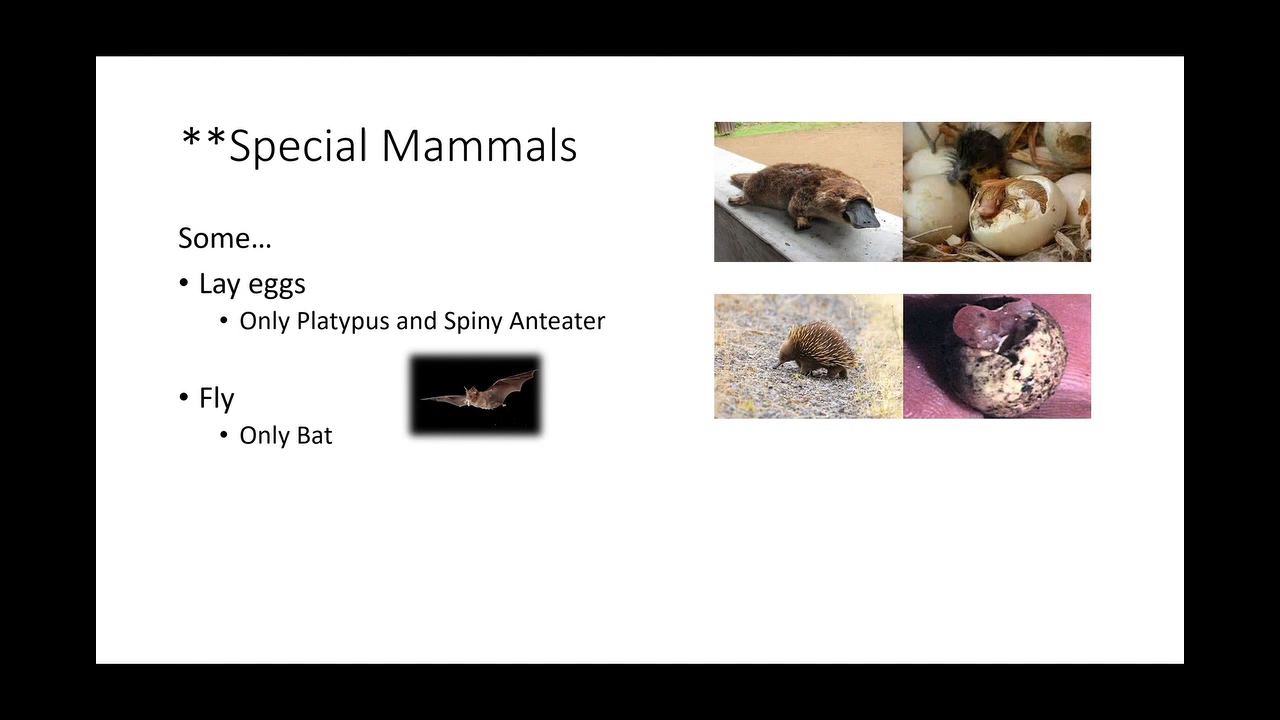 **Special Mammals
Some...
• Lay eggs
• Only Platypus and Spiny Anteater
• Fly
• Only Bat